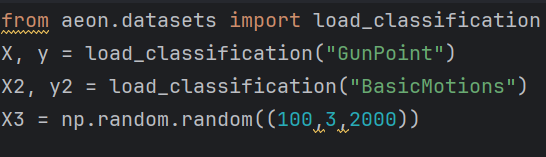 from aeon.datasets import load_classification
X, y = load_classification("GunPoint")
X2, y2 = load_classification("BasicMotions")
X3 = np.random.random((100,3,2000))